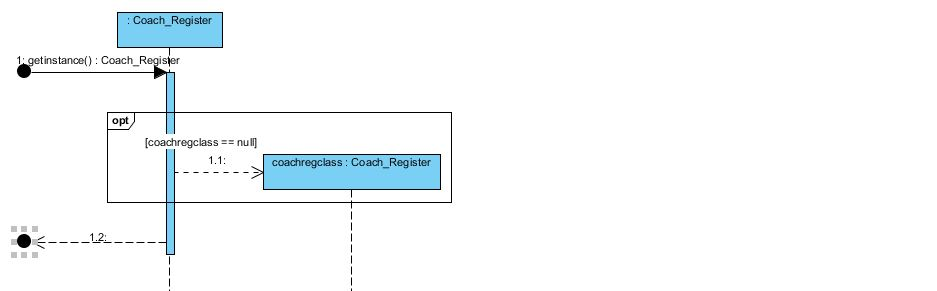 : Coach_Register
1: getinstance() : Coach_Register
opt
[coachregclass == null]
1.1:
coachregclass : Coach_Register
1.2: